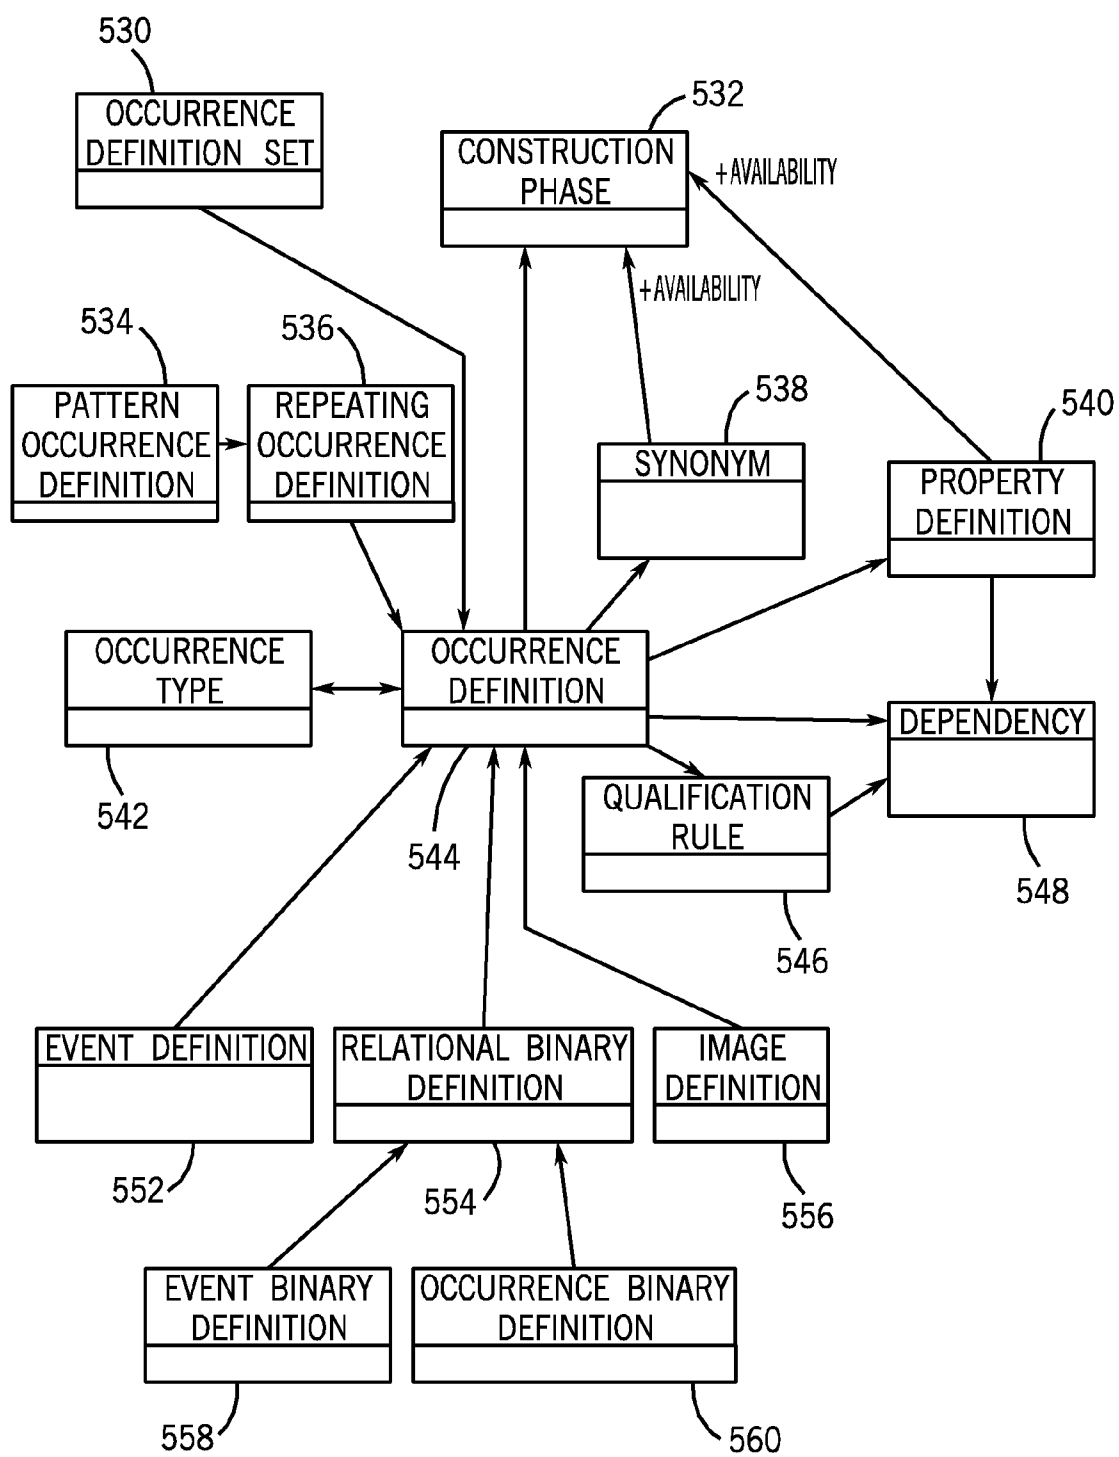 530
OCCURRENCE
DEFINITION SET
532
CONSTRUCTION
PHASE
+AVAILABILITY
+AVAILABILITY
534
PATTERN
OCCURRENCE
DEFINITION
536
REPEATING
OCCURRENCE
DEFINITION
538
SYNONYM
540
PROPERTY
DEFINITION
OCCURRENCE
TYPE
542
OCCURRENCE
DEFINITION
544
DEPENDENCY
548
QUALIFICATION
RULE
546
EVENT DEFINITION
552
RELATIONAL BINARY
DEFINITION
554
IMAGE
DEFINITION
556
EVENT BINARY
DEFINITION
558
OCCURRENCE BINARY
DEFINITION
560